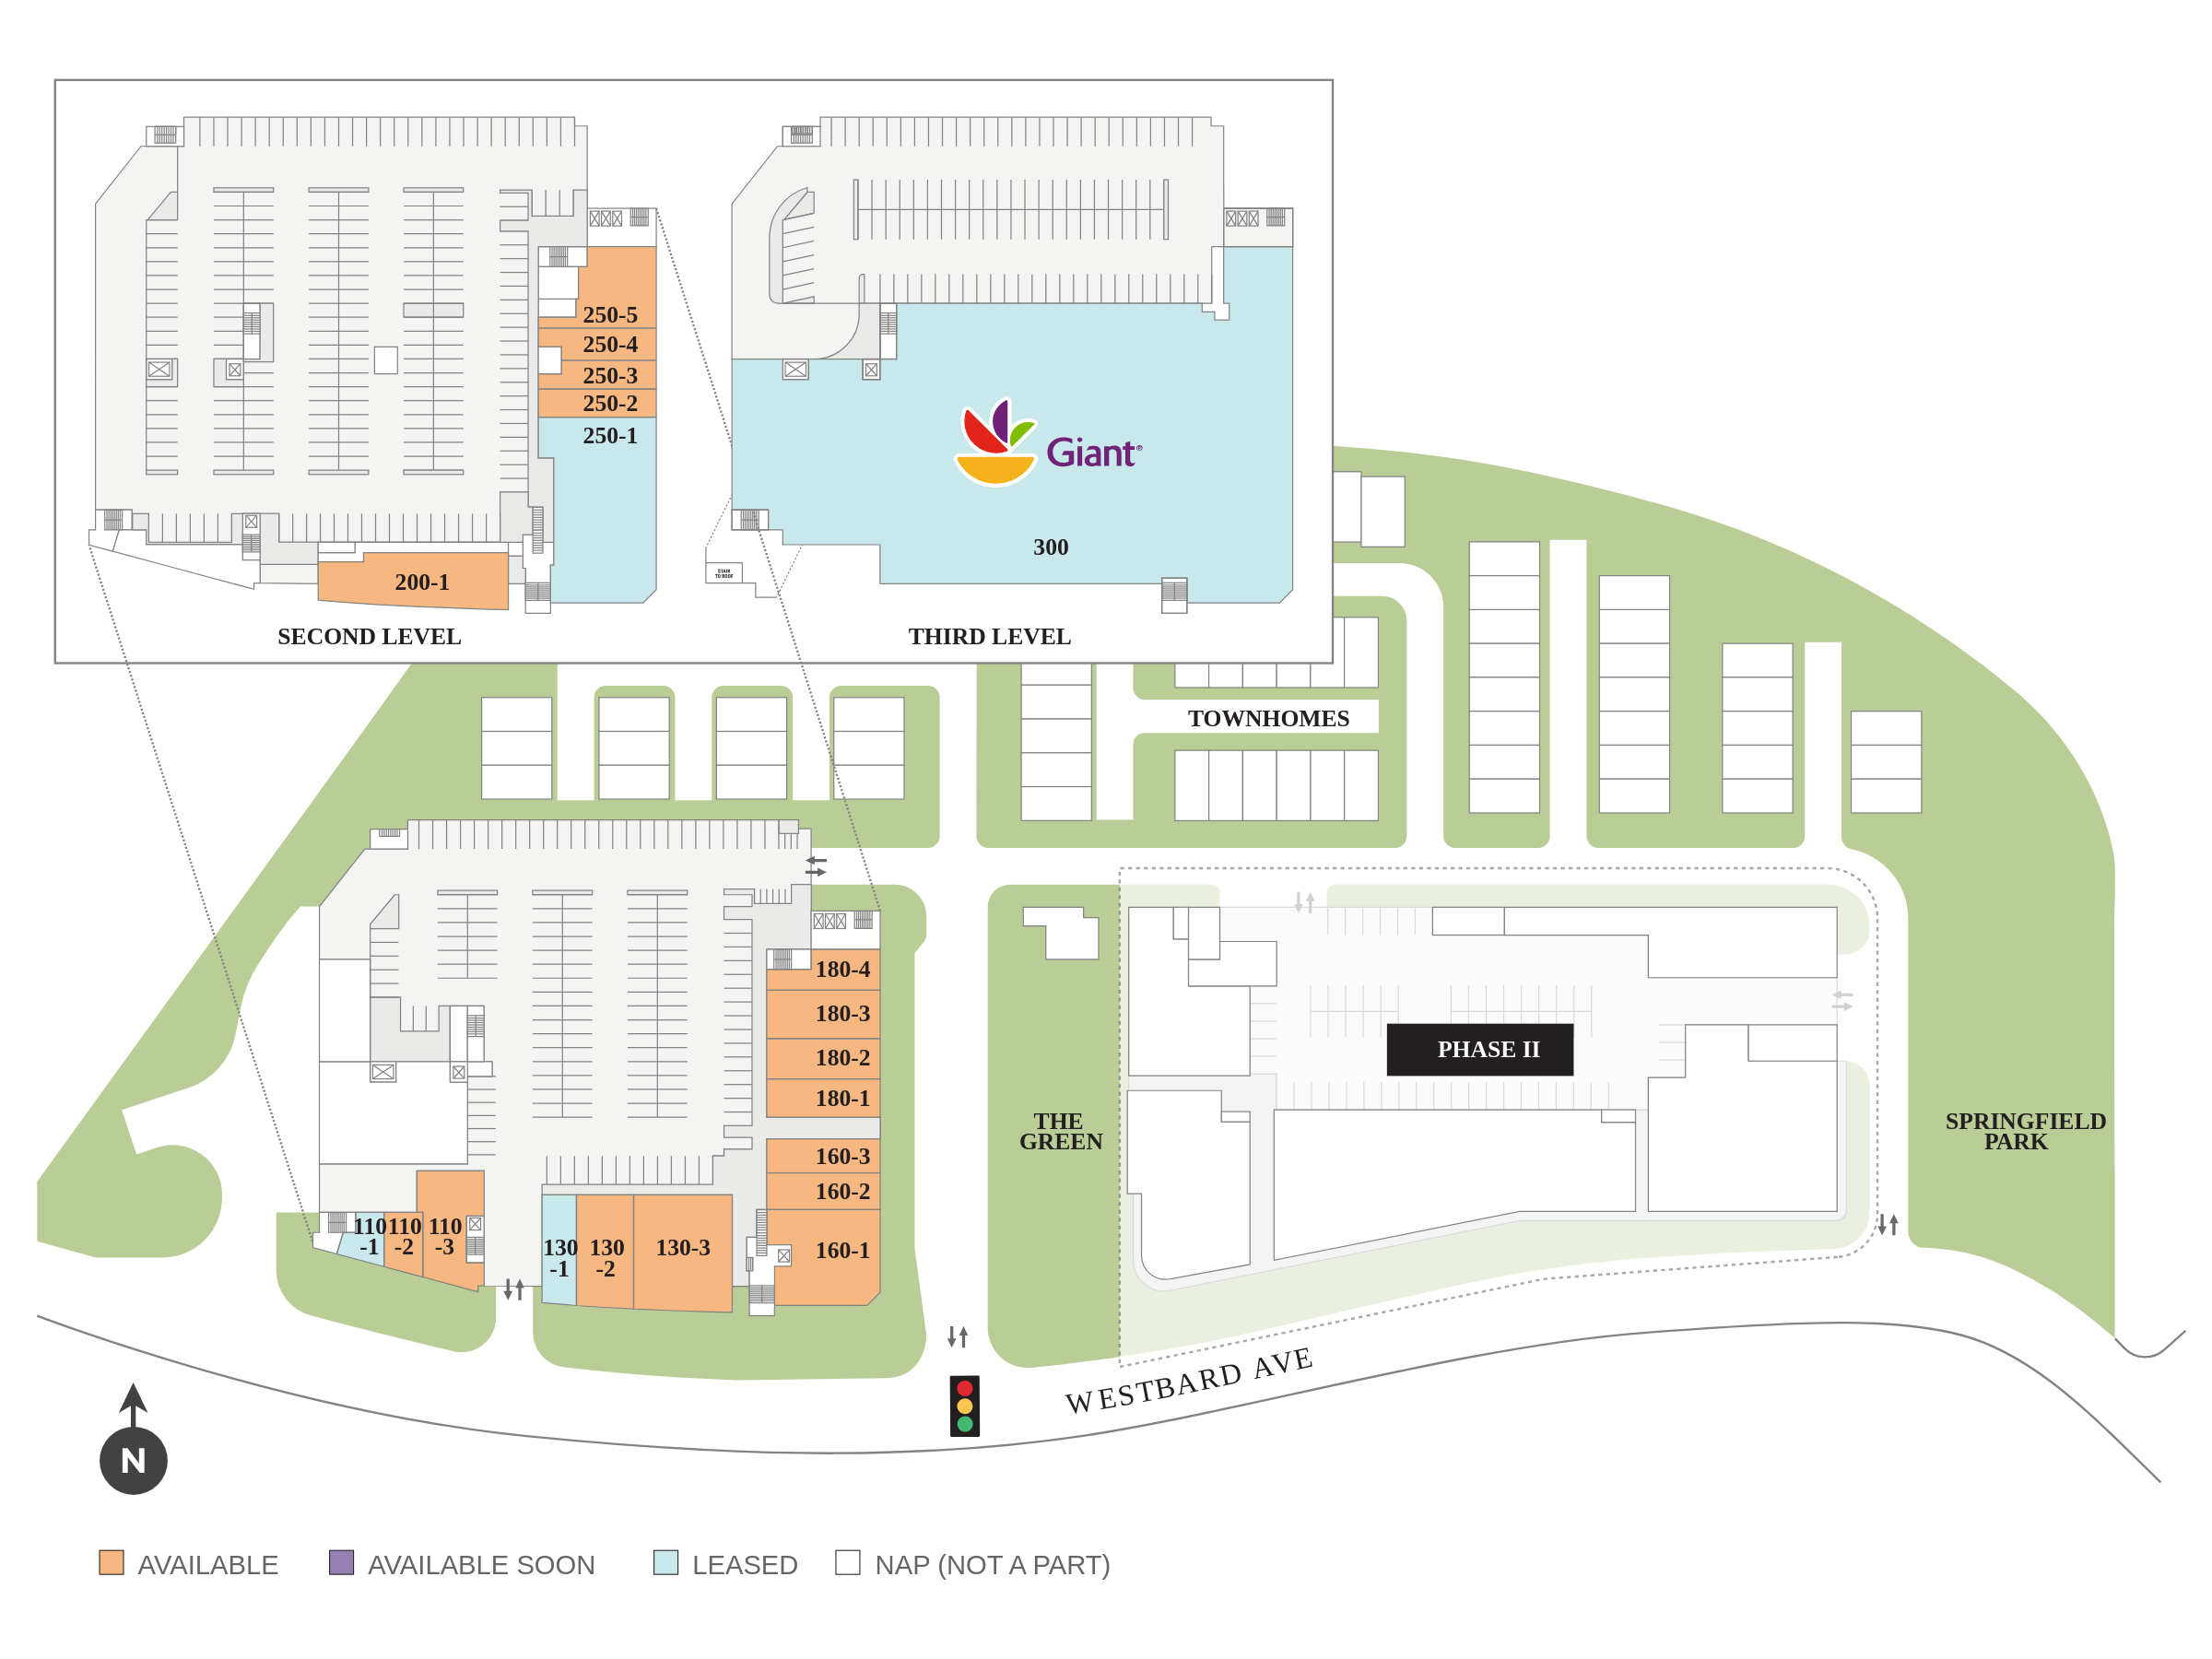 250-5
250-4
250-3
250-2
250-1
Giant®
300
200-1
STAIR
TO ROOF
SECOND LEVEL
THIRD LEVEL
TOWNHOMES
180-4
180-3
180-2
180-1
160-3
160-2
160-1
110
-1
110
-2
110
-3
130
-1
130
-2
130-3
PHASE II
THE
GREEN
SPRINGFIELD
PARK
WESTBARD AVE
N
AVAILABLE
AVAILABLE SOON
LEASED
NAP (NOT A PART)